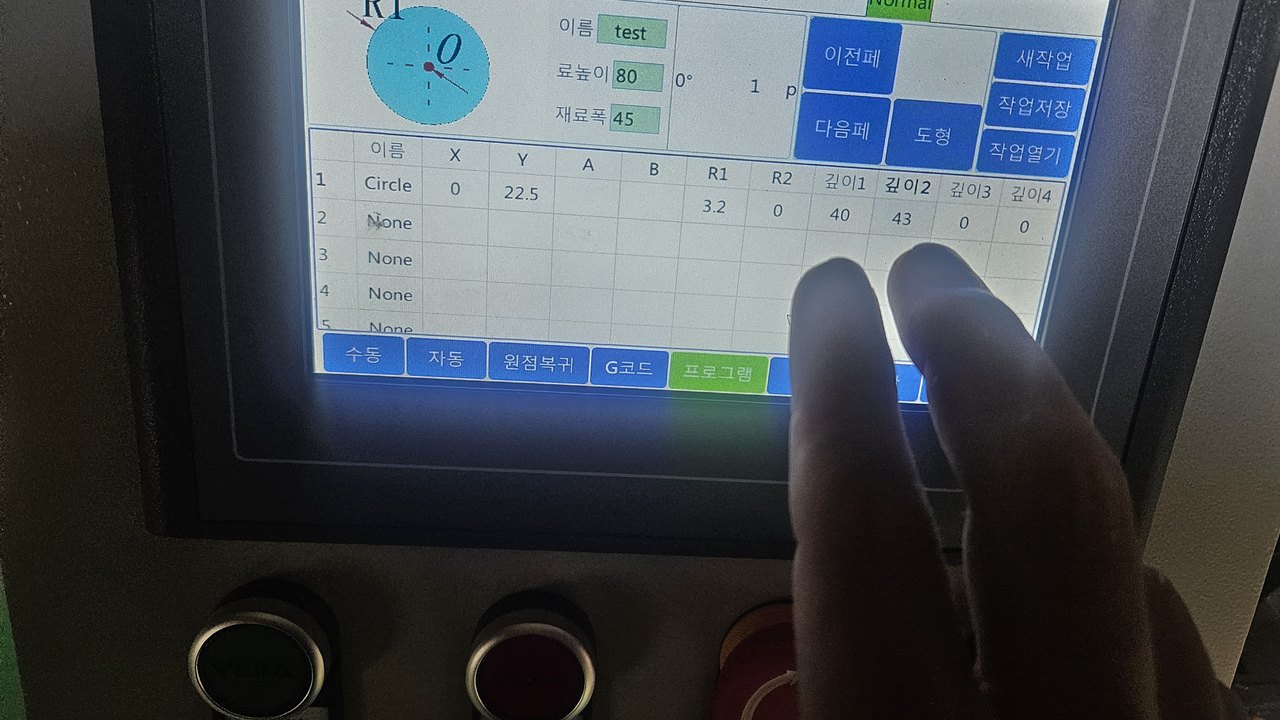 Normal
R1
0
이름 test
료높이 80
재료폭 45
0° 1 p
이전페
다음페 도형
새작업
작업저장
작업열기
이름 X Y A B R1 R2 깊이1 깊이2 깊이3 깊이4
1 Circle 0 22.5 3.2 0 40 43 0 0
2 None
3 None
4 None
5 None
수동 자동 원점복귀 G코드 프로그램